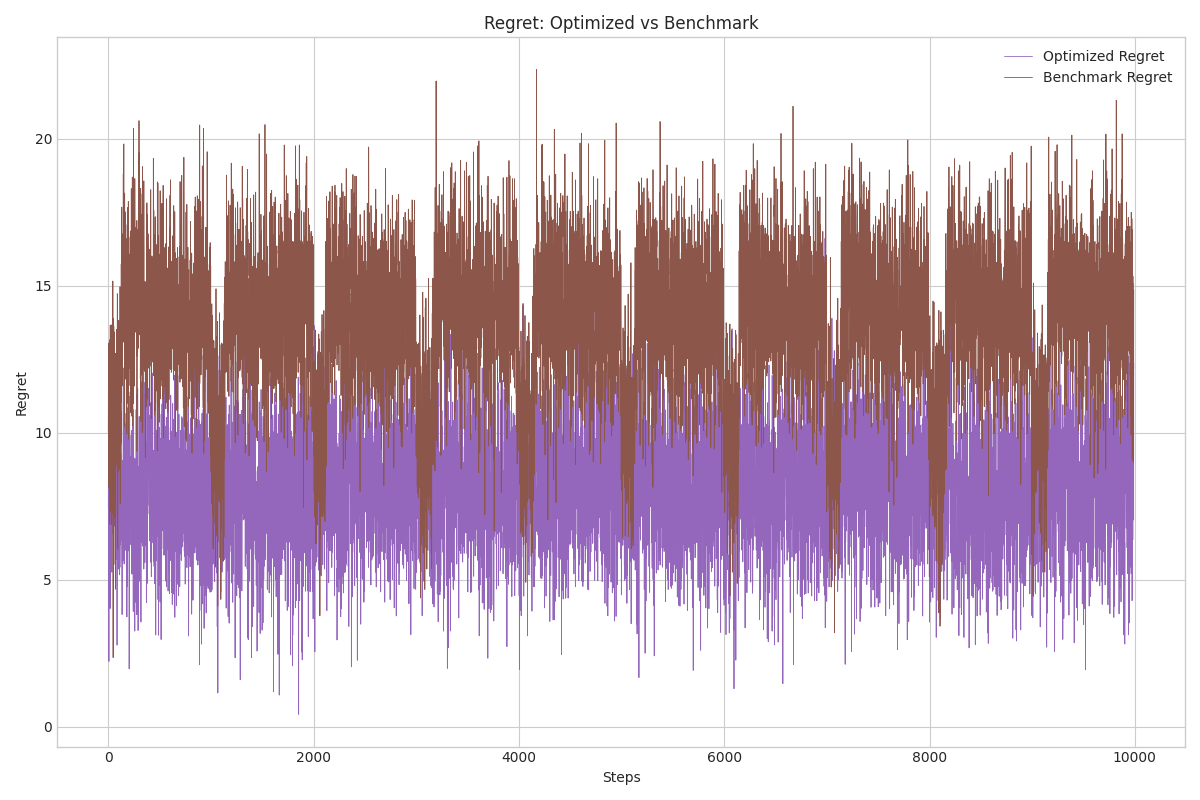 Regret: Optimized vs Benchmark
Optimized Regret
Benchmark Regret
Regret
20
15
10
5
0
0
2000
4000
6000
8000
10000
Steps